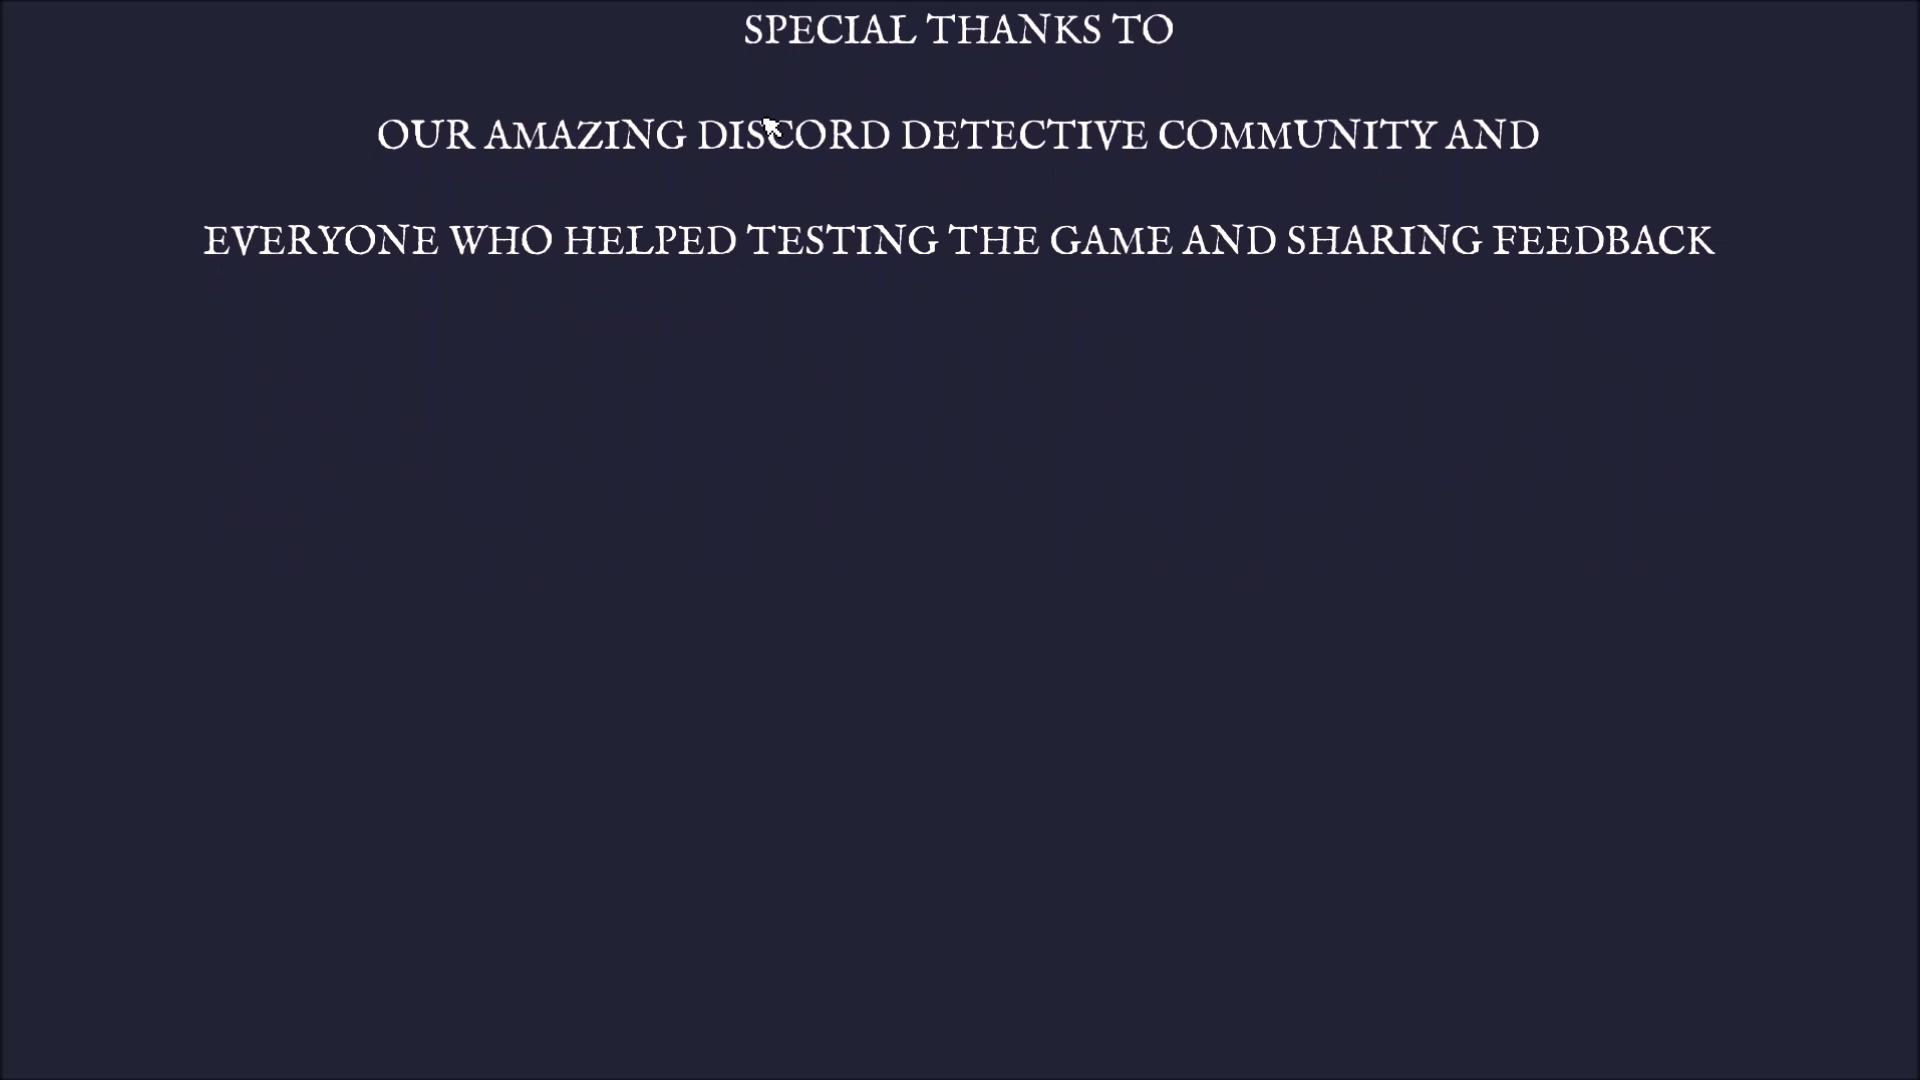 SPECIAL THANKS TO
OUR AMAZING DISCORD DETECTIVE COMMUNITY AND
EVERYONE WHO HELPED TESTING THE GAME AND SHARING FEEDBACK